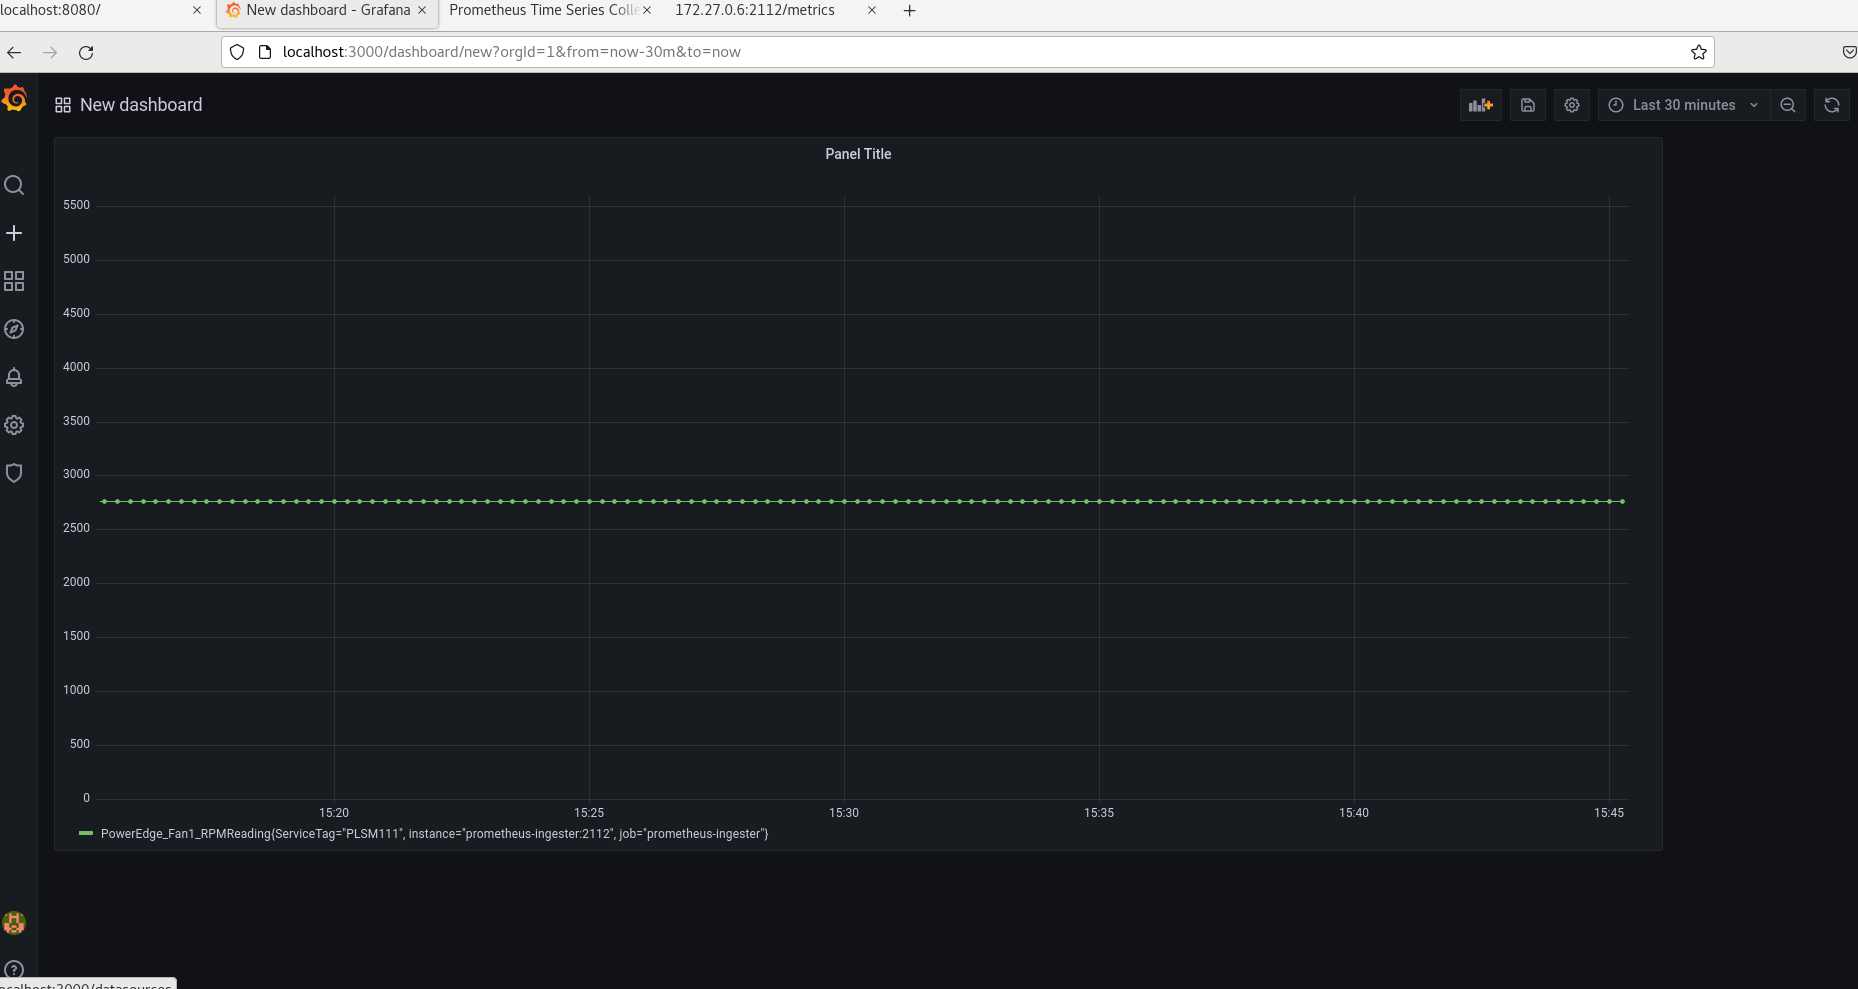 localhost:8080/
New dashboard - Grafana
Prometheus Time Series Colle
172.27.0.6:2112/metrics
localhost:3000/dashboard/new?orgId=1&from=now-30m&to=now
New dashboard
Last 30 minutes
Panel Title
5500
5000
4500
4000
3500
3000
2500
2000
1500
1000
500
0
15:20
15:25
15:30
15:35
15:40
15:45
PowerEdge_Fan1_RPMReading{ServiceTag="PLSM111", instance="prometheus-ingester:2112", job="prometheus-ingester"}
ocalhost:3000/datasources